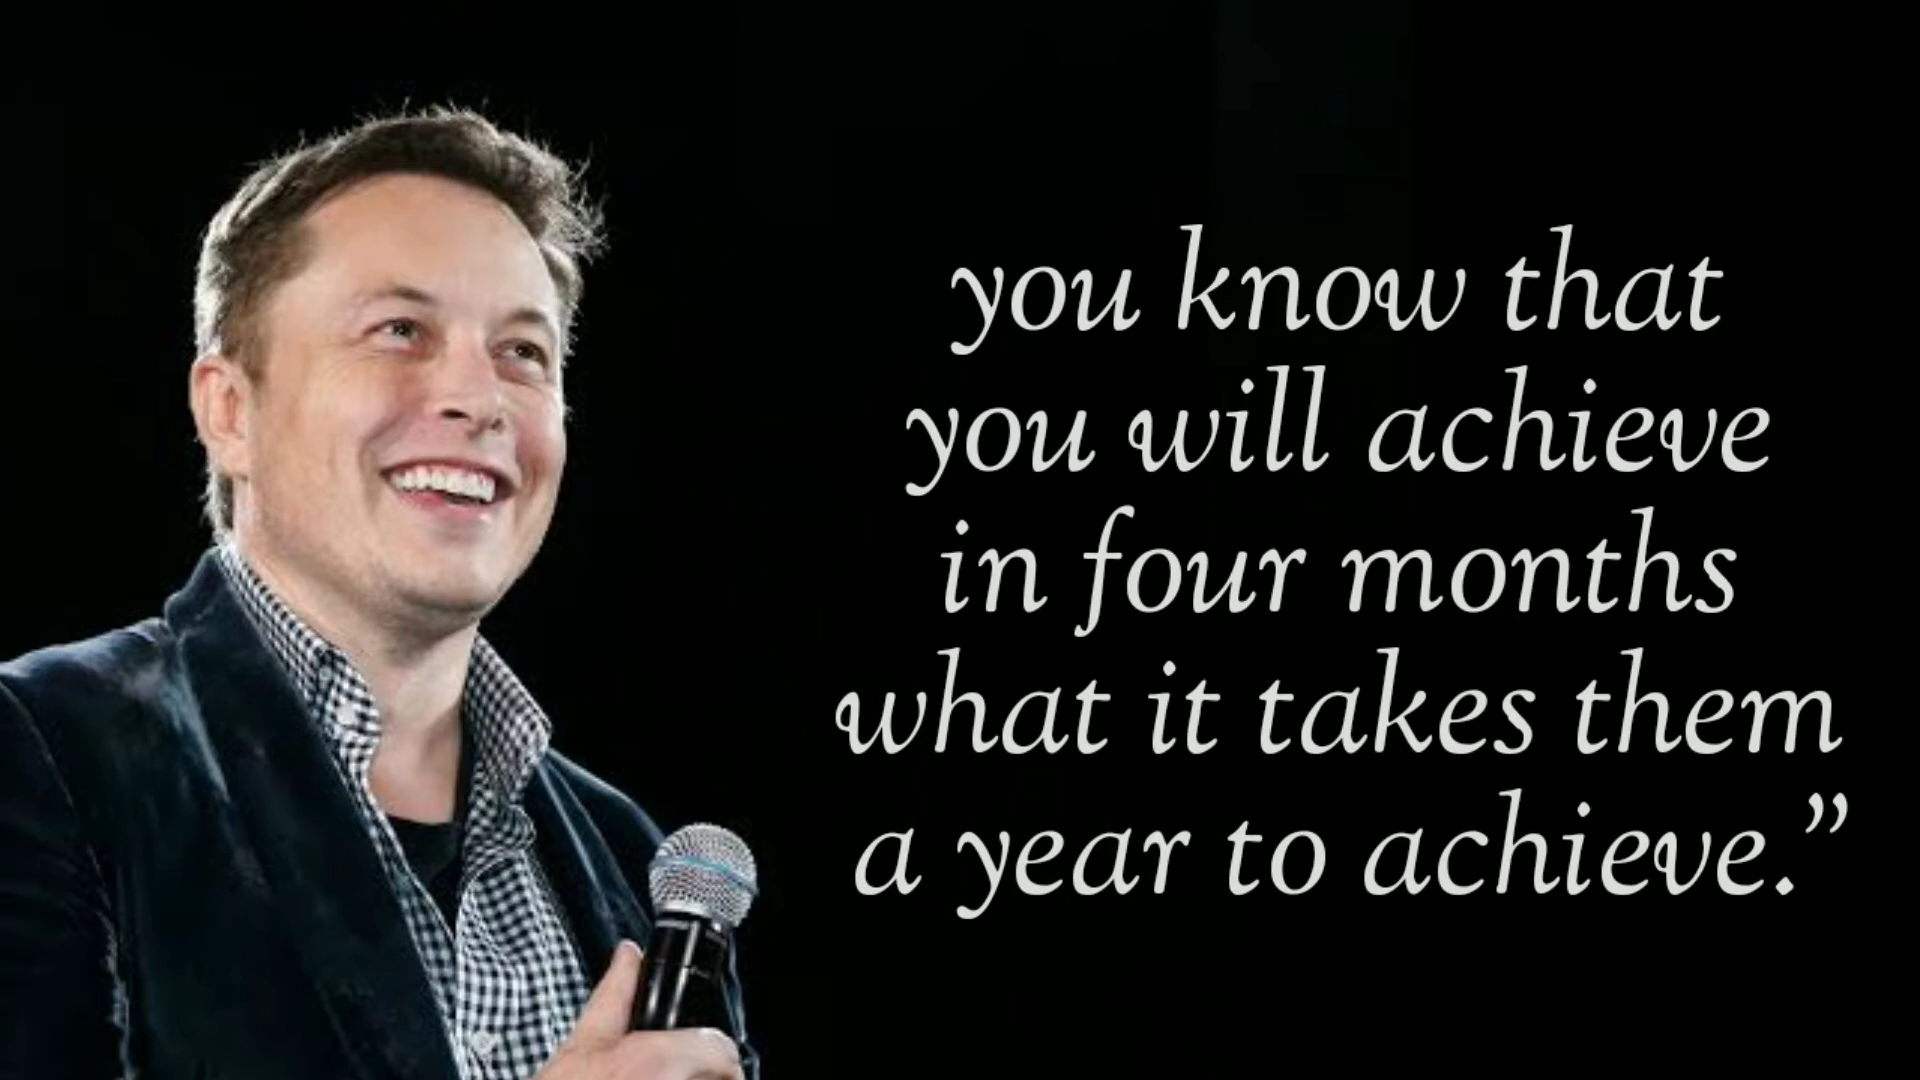 you know that
you will achieve
in four months
what it takes them
a year to achieve.”